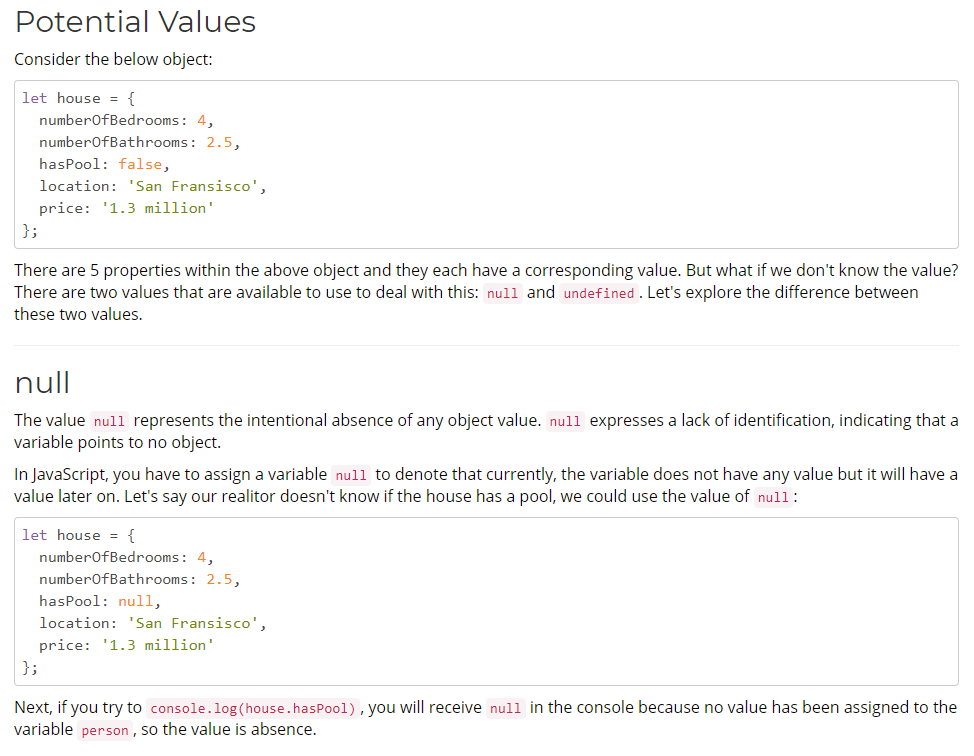 Potential Values
Consider the below object:
let house = {
  numberOfBedrooms: 4,
  numberOfBathrooms: 2.5,
  hasPool: false,
  location: 'San Fransisco',
  price: '1.3 million'
};
There are 5 properties within the above object and they each have a corresponding value. But what if we don't know the value?
There are two values that are available to use to deal with this: null and undefined. Let's explore the difference between
these two values.
null
The value null represents the intentional absence of any object value. null expresses a lack of identification, indicating that a
variable points to no object.
In JavaScript, you have to assign a variable null to denote that currently, the variable does not have any value but it will have a
value later on. Let's say our realitor doesn't know if the house has a pool, we could use the value of null:
let house = {
  numberOfBedrooms: 4,
  numberOfBathrooms: 2.5,
  hasPool: null,
  location: 'San Fransisco',
  price: '1.3 million'
};
Next, if you try to console.log(house.hasPool), you will receive null in the console because no value has been assigned to the
variable person, so the value is absence.